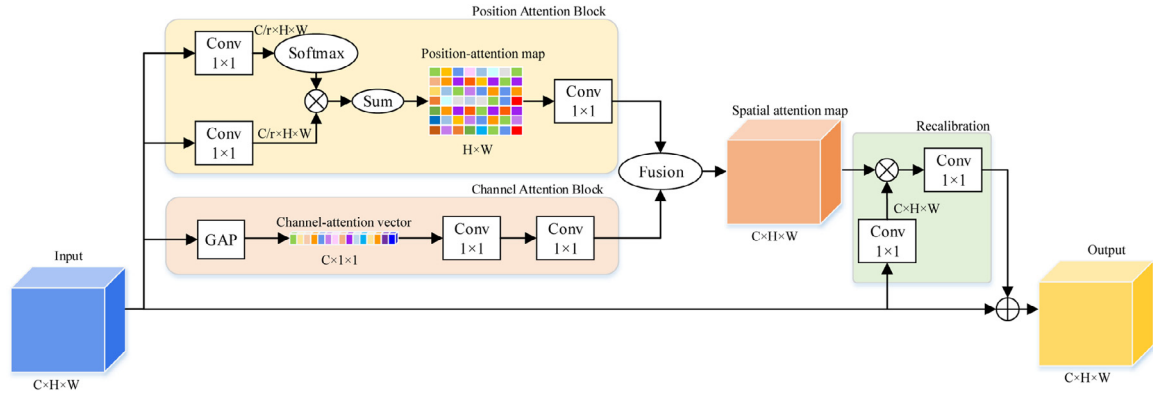 Position Attention Block
Conv
1×1
C/r×H×W
Softmax
Conv
1×1
C/r×H×W
Sum
Position-attention map
H×W
Conv
1×1
Channel Attention Block
GAP
Channel-attention vector
C×1×1
Conv
1×1
Conv
1×1
Fusion
Spatial attention map
C×H×W
Recalibration
Conv
1×1
C×H×W
Conv
1×1
Input
C×H×W
Output
C×H×W